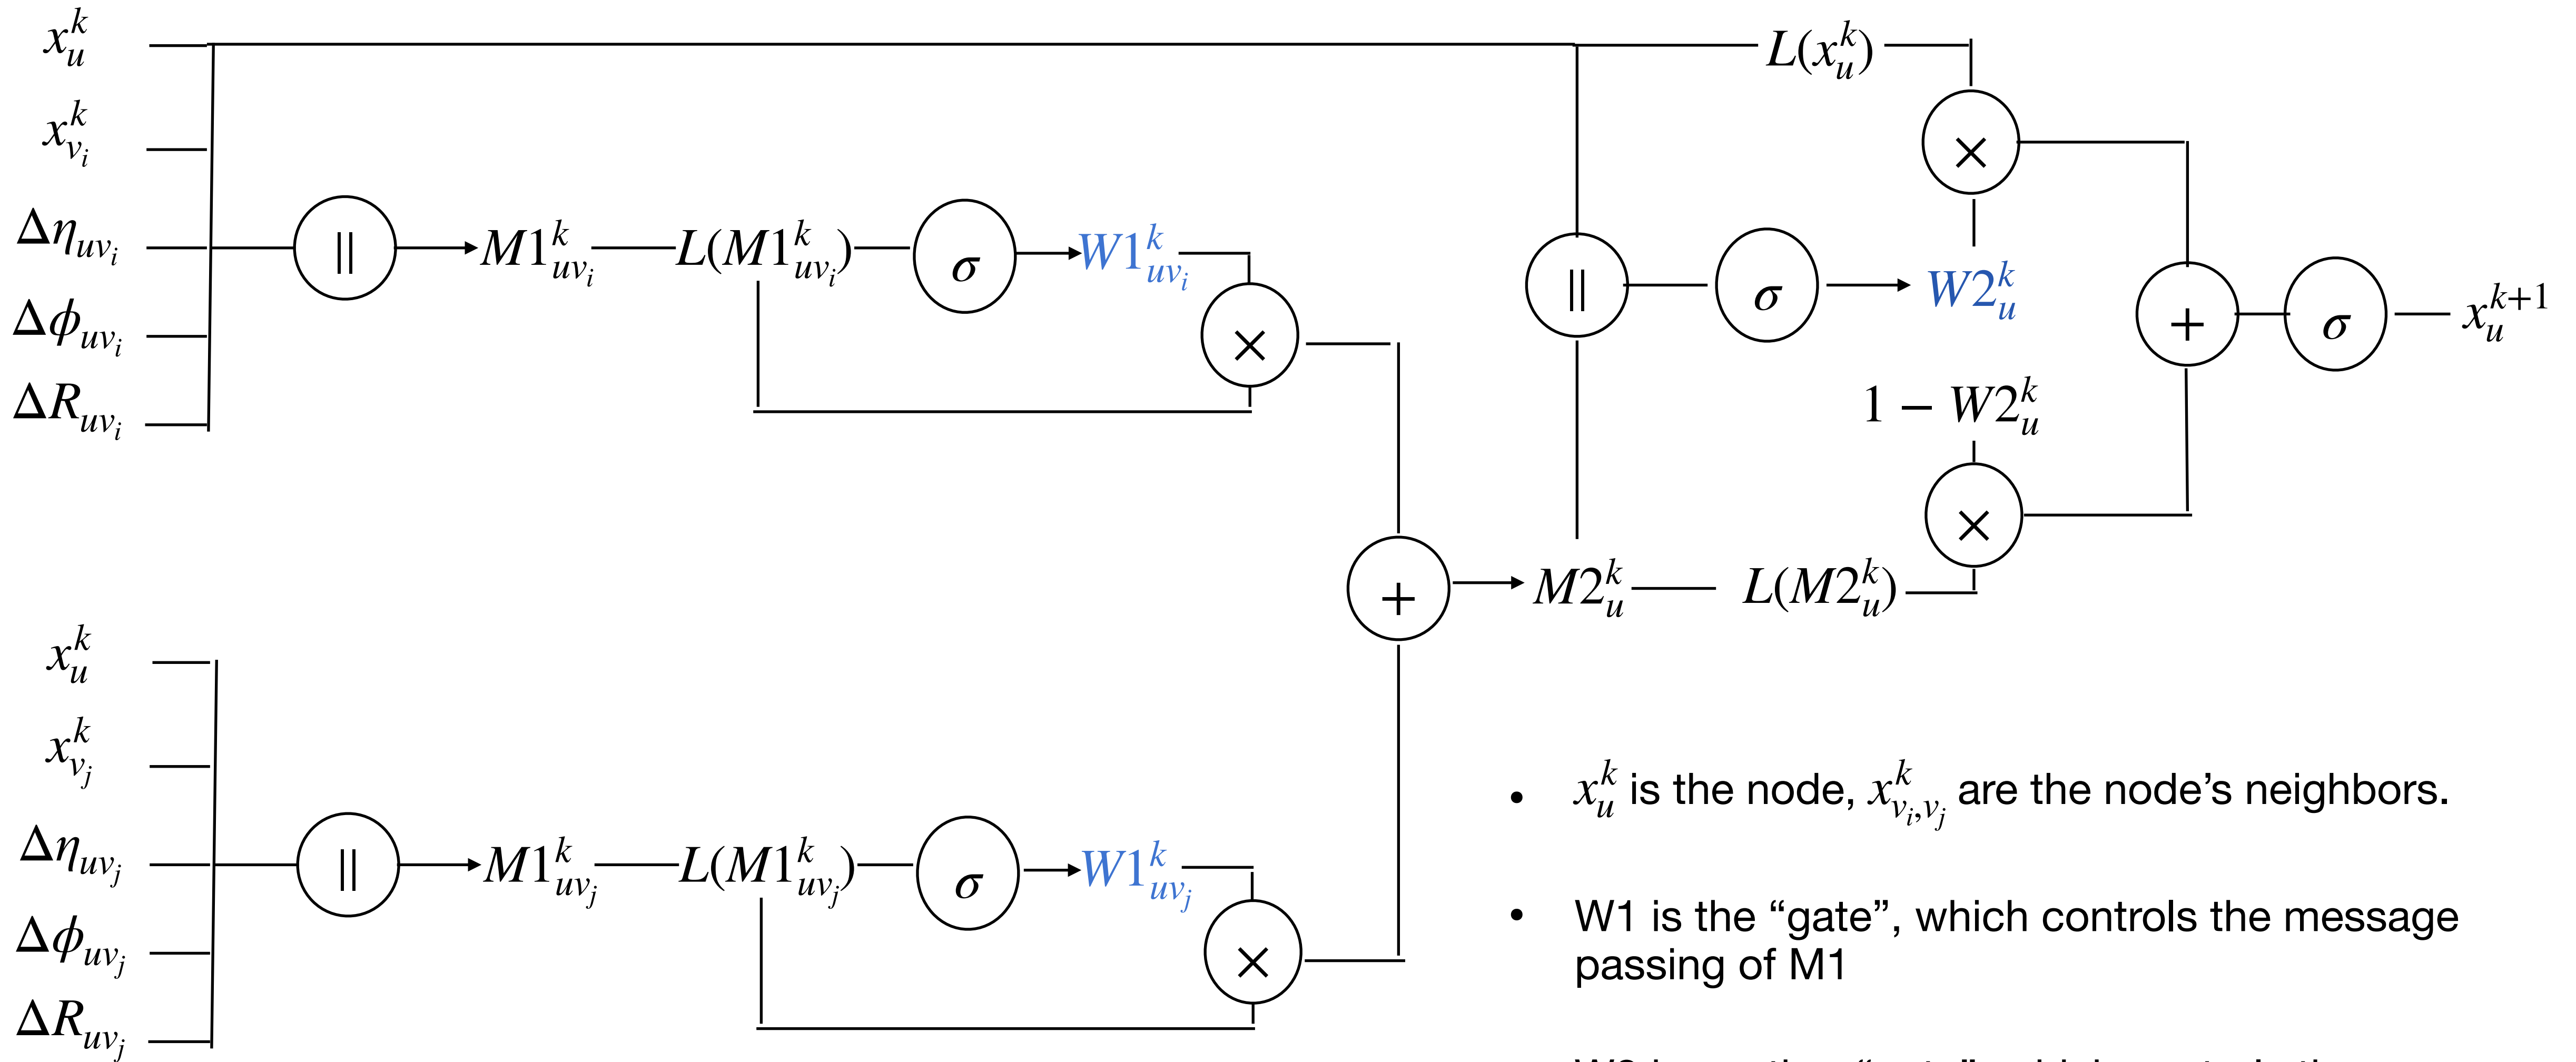 x_u^k
L(x_u^k)
x_{v_i}^k
×
Δη_{uv_i}
||
M1_{uv_i}^k
L(M1_{uv_i}^k)
σ
W1_{uv_i}^k
||
σ
W2_u^k
+
σ
x_u^{k+1}
Δϕ_{uv_i}
×
ΔR_{uv_i}
1 − W2_u^k
×
+
M2_u^k
L(M2_u^k)
x_u^k
x_{v_j}^k
Δη_{uv_j}
||
M1_{uv_j}^k
L(M1_{uv_j}^k)
σ
W1_{uv_j}^k
Δϕ_{uv_j}
×
ΔR_{uv_j}
• x_u^k is the node, x_{v_i,v_j}^k are the node’s neighbors.
• W1 is the “gate”, which controls the message
passing of M1